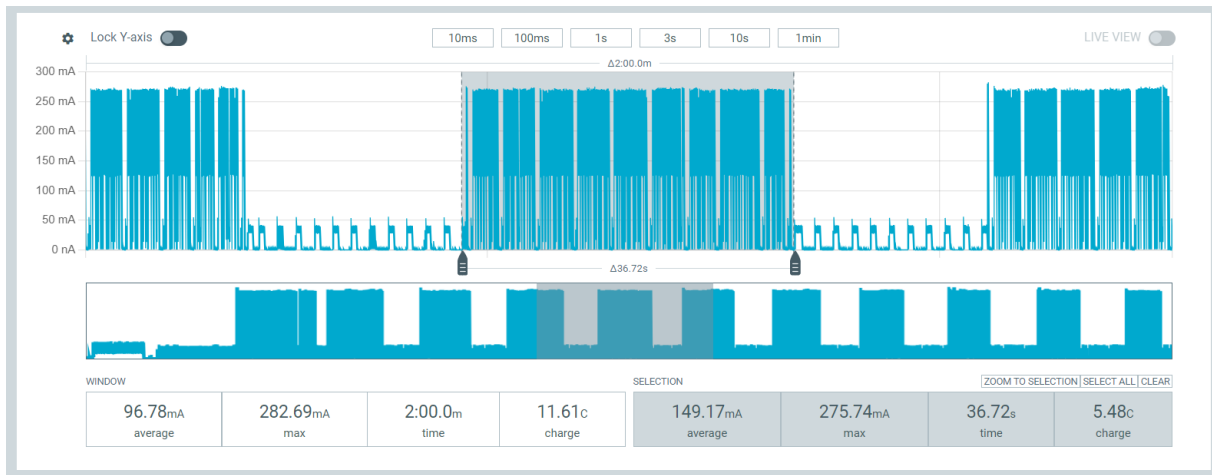 Lock Y-axis 10ms 100ms 1s 3s 10s 1min LIVE VIEW
Δ2:00.0m
300 mA
250 mA
200 mA
150 mA
100 mA
50 mA
0 nA
Δ36.72s
WINDOW SELECTION ZOOM TO SELECTION SELECT ALL CLEAR
96.78mA 282.69mA 2:00.0m 11.61c 149.17mA 275.74mA 36.72s 5.48c
average max time charge average max time charge